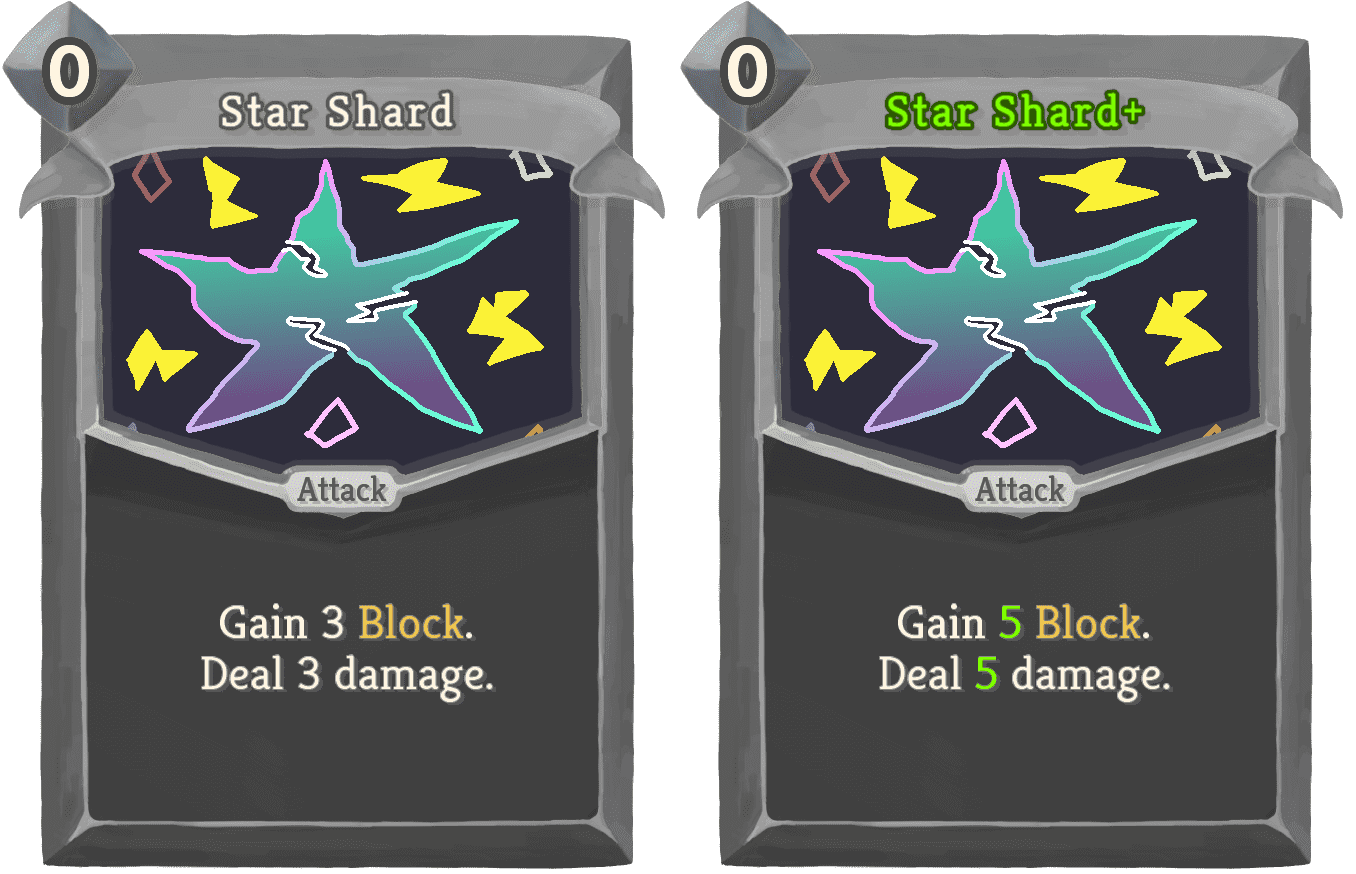 0
Star Shard
Attack
Gain 3 Block.
Deal 3 damage.
0
Star Shard+
Attack
Gain 5 Block.
Deal 5 damage.